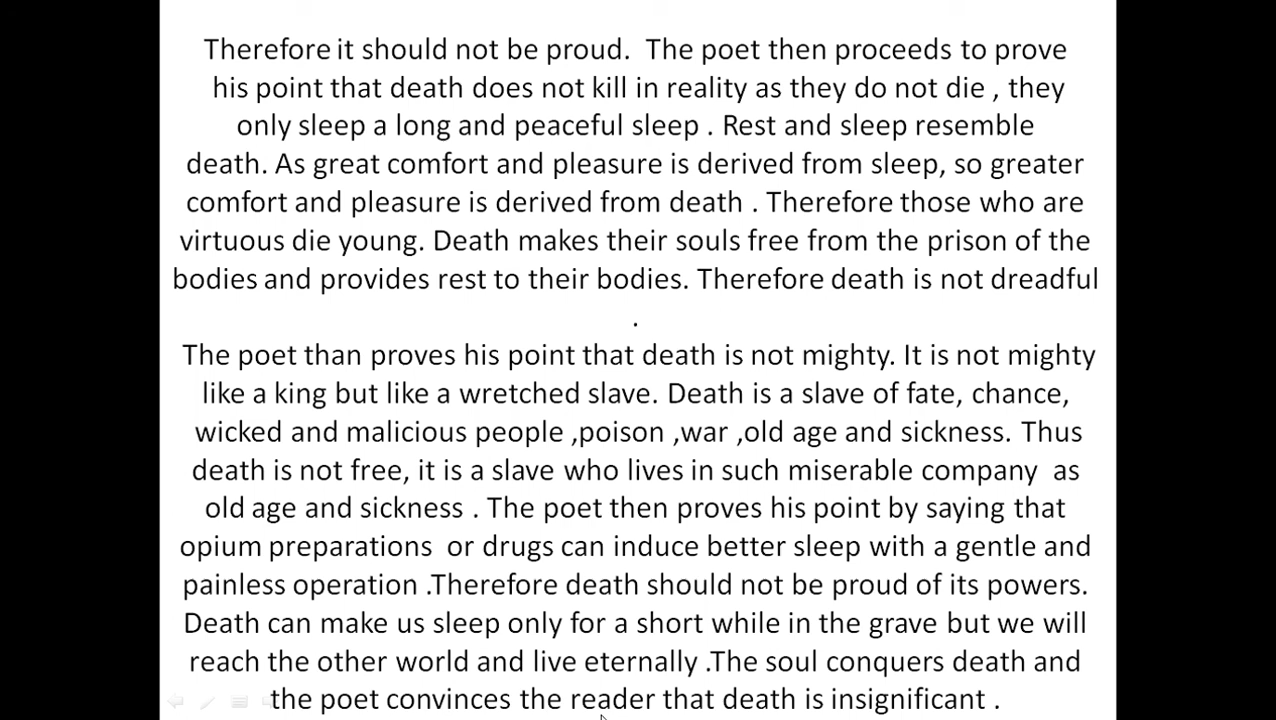 Therefore it should not be proud.  The poet then proceeds to prove
his point that death does not kill in reality as they do not die , they
only sleep a long and peaceful sleep . Rest and sleep resemble
death. As great comfort and pleasure is derived from sleep, so greater
comfort and pleasure is derived from death . Therefore those who are
virtuous die young. Death makes their souls free from the prison of the
bodies and provides rest to their bodies. Therefore death is not dreadful
.
The poet than proves his point that death is not mighty. It is not mighty
like a king but like a wretched slave. Death is a slave of fate, chance,
wicked and malicious people ,poison ,war ,old age and sickness. Thus
death is not free, it is a slave who lives in such miserable company  as
old age and sickness . The poet then proves his point by saying that
opium preparations  or drugs can induce better sleep with a gentle and
painless operation .Therefore death should not be proud of its powers.
Death can make us sleep only for a short while in the grave but we will
reach the other world and live eternally .The soul conquers death and
the poet convinces the reader that death is insignificant .